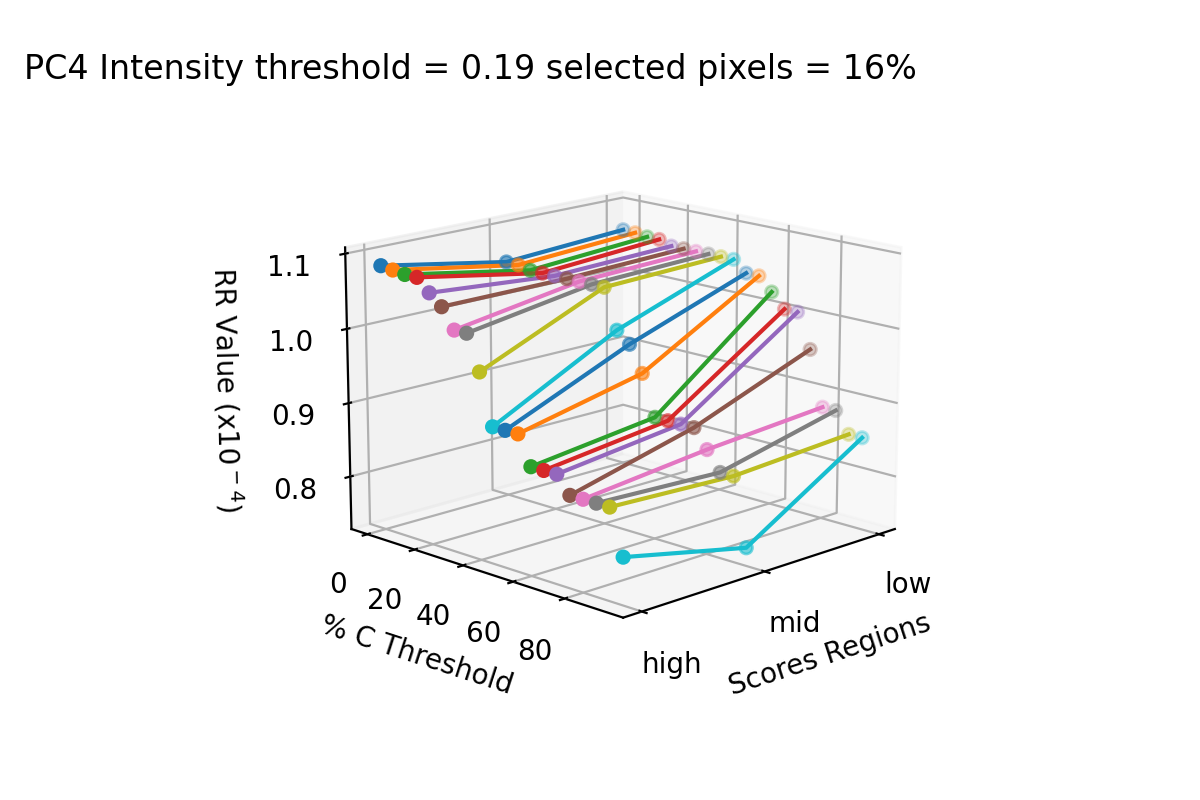 PC4 Intensity threshold = 0.19 selected pixels = 16%
1.1
1.0
0.9
0.8
RR Value (x10⁻⁴)
0
20
40
60
80
% C Threshold
high
mid
low
Scores Regions